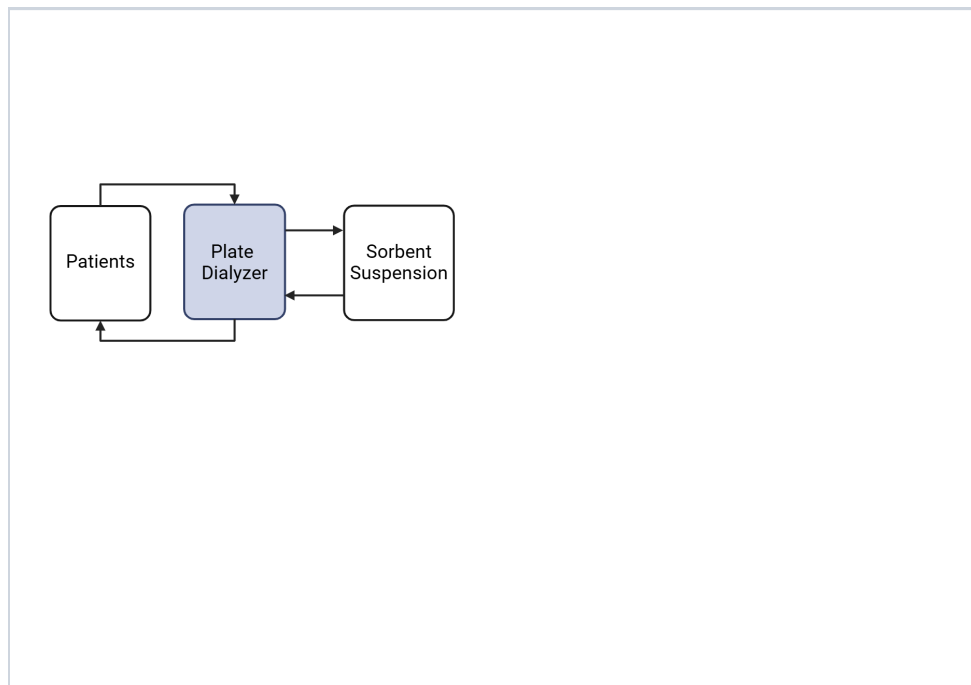 Patients
Plate
Dialyzer
Sorbent
Suspension